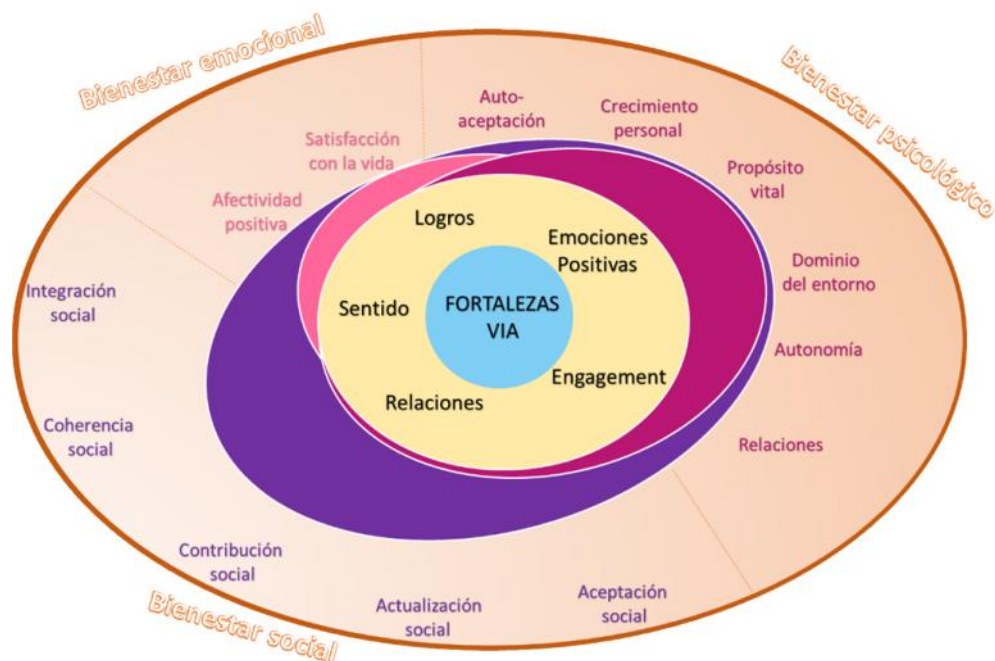 Bienestar emocional
Bienestar psicológico
Auto-
aceptación
Crecimiento
personal
Satisfacción
con la vida
Propósito
vital
Afectividad
positiva
Logros
Emociones
Positivas
Dominio
del entorno
Integración
social
Sentido
FORTALEZAS
VIA
Autonomía
Engagement
Relaciones
Coherencia
social
Relaciones
Contribución
social
Actualización
social
Aceptación
social
Bienestar social